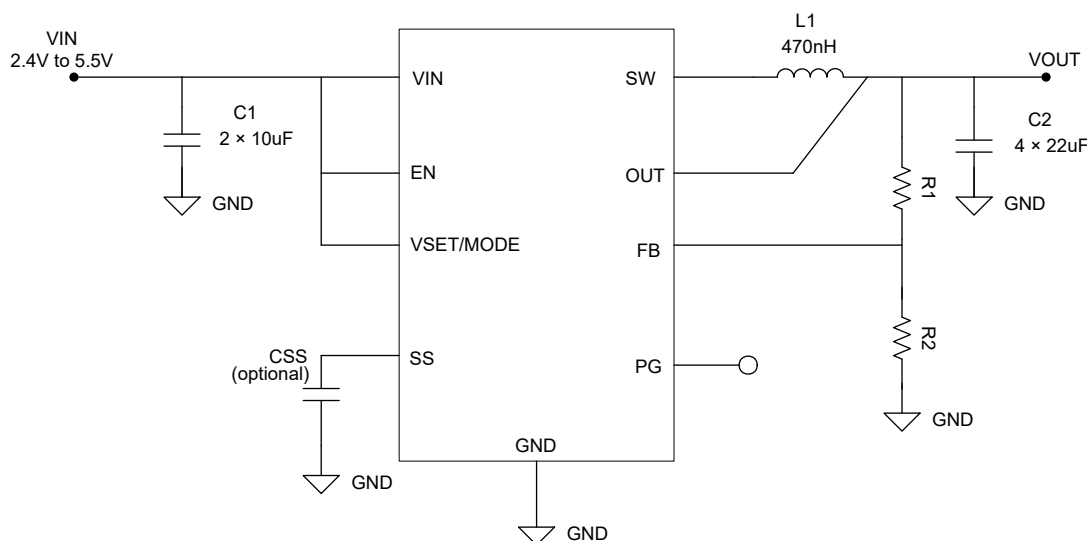 VIN
2.4V to 5.5V
C1
2 × 10uF
GND
VIN
EN
VSET/MODE
SS
CSS
(optional)
GND
GND
GND
SW
OUT
FB
PG
L1
470nH
VOUT
R1
C2
4 × 22uF
GND
R2
GND